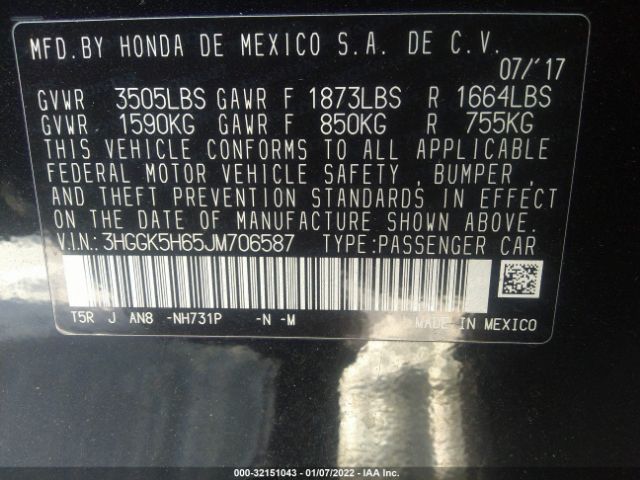 MFD.BY HONDA DE MEXICO S.A. DE C.V.
07/'17
GVWR 3505LBS GAWR F 1873LBS R 1664LBS
GVWR 1590KG GAWR F 850KG R 755KG
THIS VEHICLE CONFORMS TO ALL APPLICABLE
FEDERAL MOTOR VEHICLE SAFETY , BUMPER ,
AND THEFT PREVENTION STANDARDS IN EFFECT
ON THE DATE OF MANUFACTURE SHOWN ABOVE.
V.I.N.:3HGGK5H65JM706587 TYPE:PASSENGER CAR
T5R J AN8 -NH731P -N -M
MADE IN MEXICO
000-32151043 - 01/07/2022 - IAA Inc.